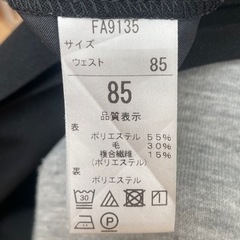 FA9135
サイズ
ウェスト 85
85
品質表示
表
ポリエステル 55%
毛 30%
複合繊維 15%
(ポリエステル)
裏
ポリエステル
30
P
1